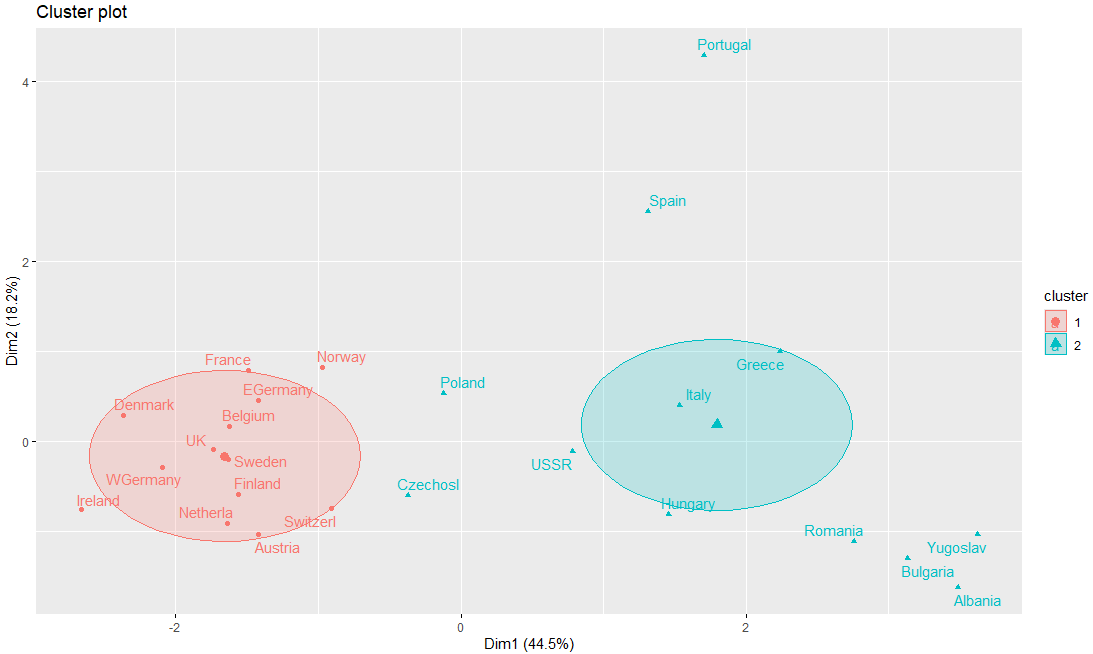 Cluster plot
Portugal
4
Spain
2
Dim2 (18.2%)
cluster
1
2
France
Norway
Greece
Poland
EGermany
Italy
Denmark
Belgium
UK
0
Sweden
USSR
WGermany
Finland
Czechosl
Ireland
Hungary
Netherla
Switzerl
Romania
Austria
Yugoslav
Bulgaria
Albania
-2
0
2
Dim1 (44.5%)